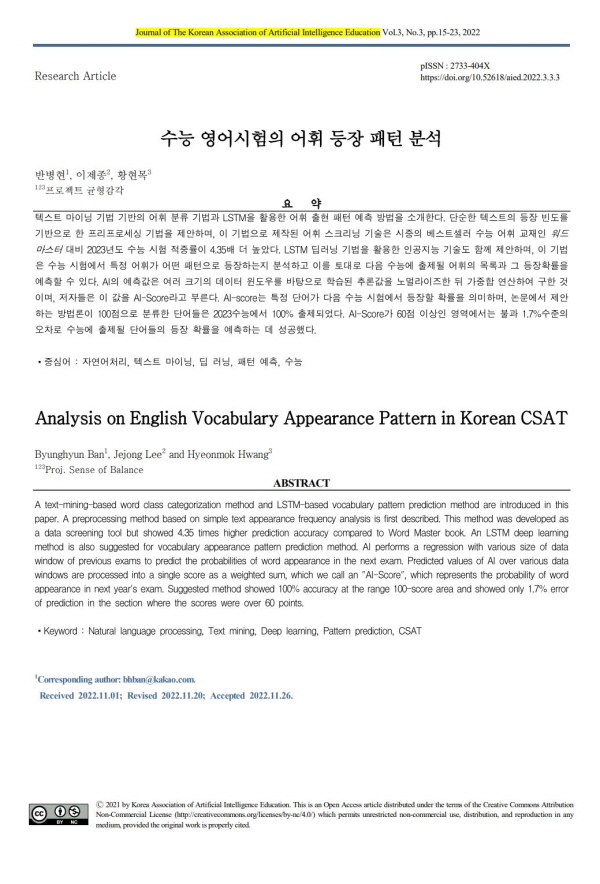 Journal of The Korean Association of Artificial Intelligence Education Vol.3, No.3, pp.15-23, 2022
Research Article
pISSN : 2733-404X
https://doi.org/10.52618/aied.2022.3.3.3
수능 영어시험의 어휘 등장 패턴 분석
반병현1, 이제종2, 황현목3
123프로젝트 균형감각
요 약
텍스트 마이닝 기법 기반의 어휘 분류 기법과 LSTM을 활용한 어휘 출현 패턴 예측 방법을 소개한다. 단순한 텍스트의 등장 빈도를
기반으로 한 프리프로세싱 기법을 제안하며, 이 기법으로 제작된 어휘 스크리닝 기술은 시중의 베스트셀러 수능 어휘 교재인 워드
마스터 대비 2023년도 수능 시험 적중률이 4.35배 더 높았다. LSTM 딥러닝 기법을 활용한 인공지능 기술도 함께 제안하며, 이 기법
은 수능 시험에서 특정 어휘가 어떤 패턴으로 등장하는지 분석하고 이를 토대로 다음 수능에 출제될 어휘의 목록과 그 등장확률을
예측할 수 있다. AI의 예측값은 여러 크기의 데이터 윈도우를 바탕으로 학습된 추론값을 노멀라이즈한 뒤 가중합 연산하여 구한 것
이며, 저자들은 이 값을 AI-Score라고 부른다. AI-score는 특정 단어가 다음 수능 시험에서 등장할 확률을 의미하며, 논문에서 제안
하는 방법론이 100점으로 분류한 단어들은 2023수능에서 100% 출제되었다. AI-Score가 60점 이상인 영역에서는 불과 1.7%수준의
오차로 수능에 출제될 단어들의 등장 확률을 예측하는 데 성공했다.
• 중심어 : 자연어처리, 텍스트 마이닝, 딥 러닝, 패턴 예측, 수능
Analysis on English Vocabulary Appearance Pattern in Korean CSAT
Byunghyun Ban1, Jejong Lee2 and Hyeonmok Hwang3
123Proj. Sense of Balance
ABSTRACT
A text-mining-based word class categorization method and LSTM-based vocabulary pattern prediction method are introduced in this
paper. A preprocessing method based on simple text appearance frequency analysis is first described. This method was developed as
a data screening tool but showed 4.35 times higher prediction accuracy compared to Word Master book. An LSTM deep learning
method is also suggested for vocabulary appearance pattern prediction method. AI performs a regression with various size of data
window of previous exams to predict the probabilities of word appearance in the next exam. Predicted values of AI over various data
windows are processed into a single score as a weighted sum, which we call an "AI-Score", which represents the probability of word
appearance in next year's exam. Suggested method showed 100% accuracy at the range 100-score area and showed only 1.7% error
of prediction in the section where the scores were over 60 points.
• Keyword : Natural language processing, Text mining, Deep learning, Pattern prediction, CSAT
1Corresponding author: bhban@kakao.com.
Received 2022.11.01; Revised 2022.11.20; Accepted 2022.11.26.
cc BY NC
Ⓒ 2021 by Korea Association of Artificial Intelligence Education. This is an Open Access article distributed under the terms of the Creative Commons Attribution
Non-Commercial License (http://creativecommons.org/licenses/by-nc/4.0/) which permits unrestricted non-commercial use, distribution, and reproduction in any
medium, provided the original work is properly cited.